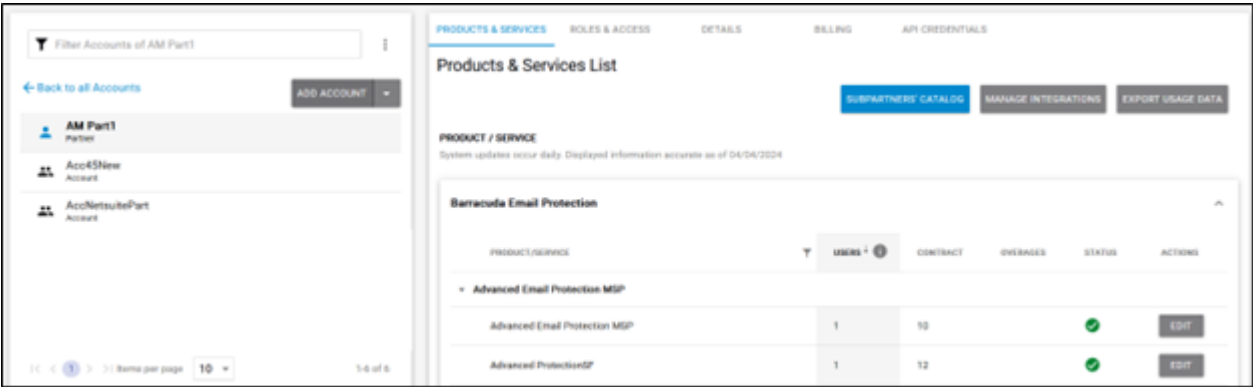 Filter Accounts of AM Part1
Back to all Accounts
ADD ACCOUNT
AM Part1
Partner
Acc45New
Account
AccNetsuitePart
Account
|< < 1 > >| Items per page 10 1-6 of 6
PRODUCTS & SERVICES ROLES & ACCESS DETAILS BILLING API CREDENTIALS
Products & Services List
SUBPARTNERS' CATALOG MANAGE INTEGRATIONS EXPORT USAGE DATA
PRODUCT / SERVICE
System updates occur daily. Displayed information accurate as of 04/04/2024
Barracuda Email Protection
PRODUCT/SERVICE USERS CONTRACT OVERAGES STATUS ACTIONS
Advanced Email Protection MSP
Advanced Email Protection MSP 1 10 EDIT
Advanced ProtectionSF 1 12 EDIT